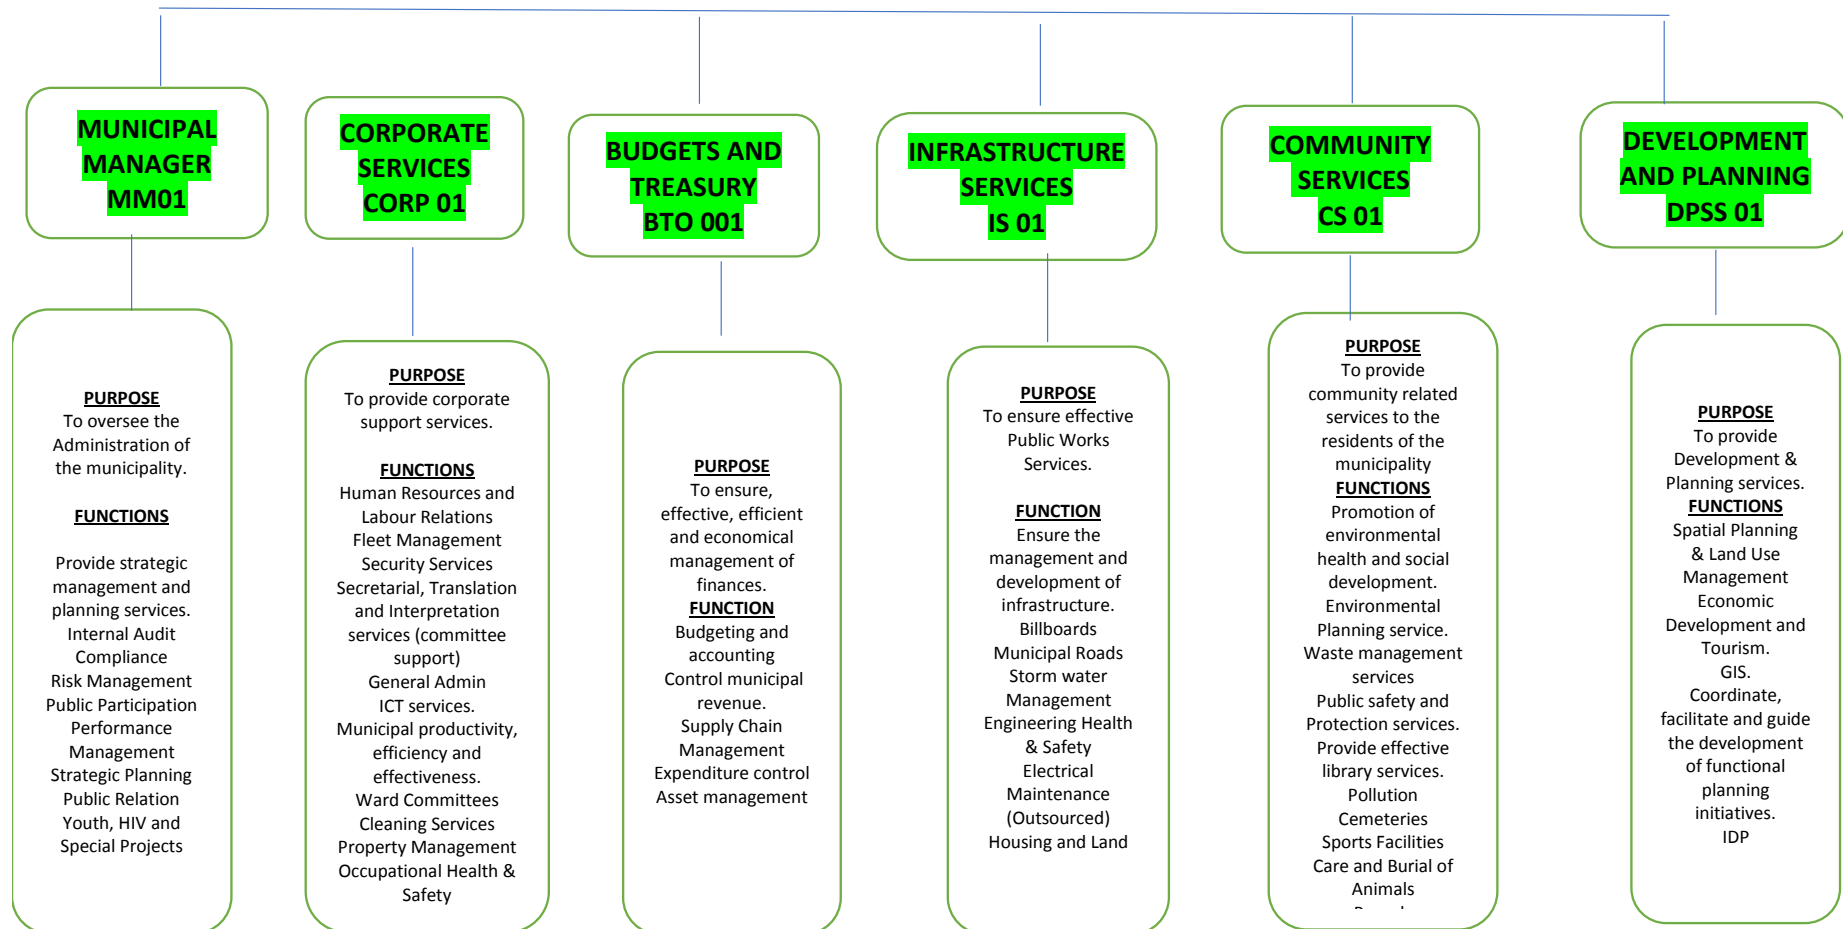 MUNICIPAL
MANAGER
MM01
CORPORATE
SERVICES
CORP 01
BUDGETS AND
TREASURY
BTO 001
INFRASTRUCTURE
SERVICES
IS 01
COMMUNITY
SERVICES
CS 01
DEVELOPMENT
AND PLANNING
DPSS 01
PURPOSE
To oversee the
Administration of
the municipality.
FUNCTIONS
Provide strategic
management and
planning services.
Internal Audit
Compliance
Risk Management
Public Participation
Performance
Management
Strategic Planning
Public Relation
Youth, HIV and
Special Projects
PURPOSE
To provide corporate
support services.
FUNCTIONS
Human Resources and
Labour Relations
Fleet Management
Security Services
Secretarial, Translation
and Interpretation
services (committee
support)
General Admin
ICT services.
Municipal productivity,
efficiency and
effectiveness.
Ward Committees
Cleaning Services
Property Management
Occupational Health &
Safety
PURPOSE
To ensure,
effective, efficient
and economical
management of
finances.
FUNCTION
Budgeting and
accounting
Control municipal
revenue.
Supply Chain
Management
Expenditure control
Asset management
PURPOSE
To ensure effective
Public Works
Services.
FUNCTION
Ensure the
management and
development of
infrastructure.
Billboards
Municipal Roads
Storm water
Management
Engineering Health
& Safety
Electrical
Maintenance
(Outsourced)
Housing and Land
PURPOSE
To provide
community related
services to the
residents of the
municipality
FUNCTIONS
Promotion of
environmental
health and social
development.
Environmental
Planning service.
Waste management
services
Public safety and
Protection services.
Provide effective
library services.
Pollution
Cemeteries
Sports Facilities
Care and Burial of
Animals
PURPOSE
To provide
Development &
Planning services.
FUNCTIONS
Spatial Planning
& Land Use
Management
Economic
Development and
Tourism.
GIS.
Coordinate,
facilitate and guide
the development
of functional
planning
initiatives.
IDP